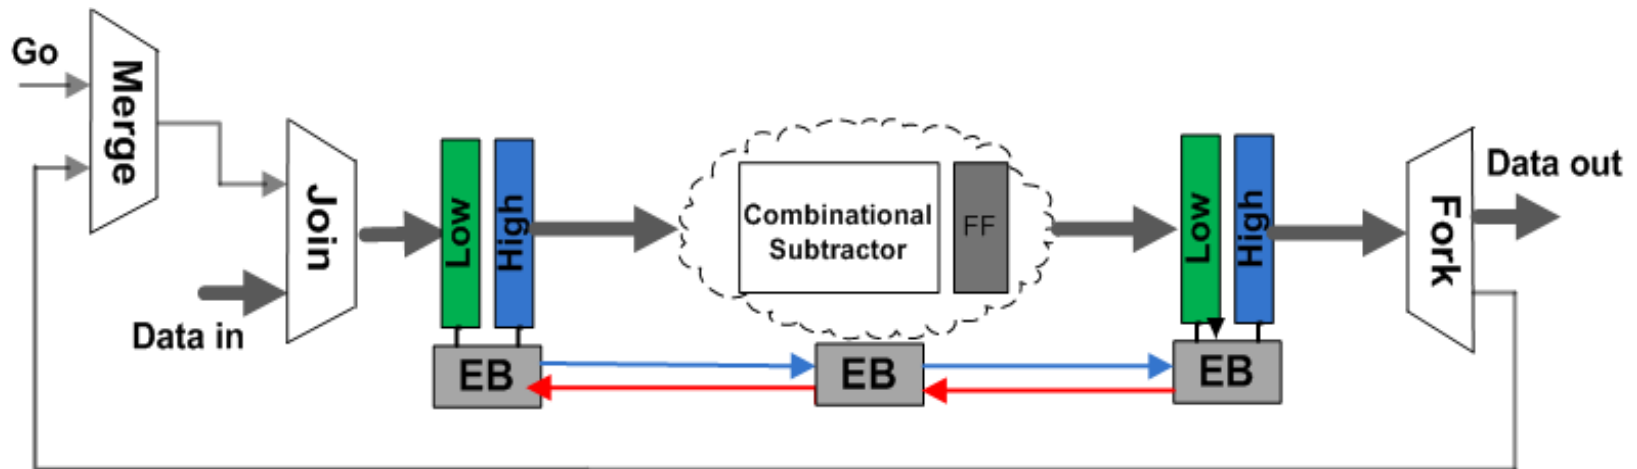 Go
Merge
Join
Data in
Low
High
EB
Combinational
Subtractor
FF
EB
Low
High
EB
Fork
Data out